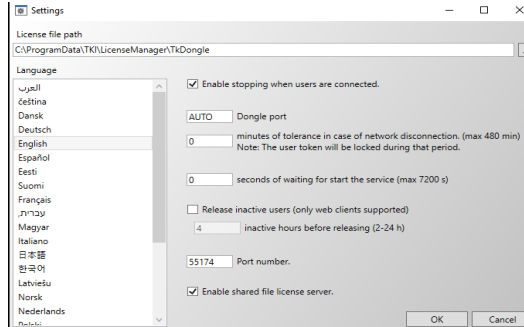 Settings
License file path
C:\ProgramData\TKI\LicenseManager\TkDongle
Language
العرب
čeština
Dansk
Deutsch
English
Español
Eesti
Suomi
Français
עברית,
Magyar
Italiano
日本語
한국어
Latviešu
Norsk
Nederlands
Polski
Enable stopping when users are connected.
AUTO Dongle port
0 minutes of tolerance in case of network disconnection. (max 480 min)
Note: The user token will be locked during that period.
0 seconds of waiting for start the service (max 7200 s)
Release inactive users (only web clients supported)
4 inactive hours before releasing (2-24 h)
55174 Port number.
Enable shared file license server.
OK Cancel